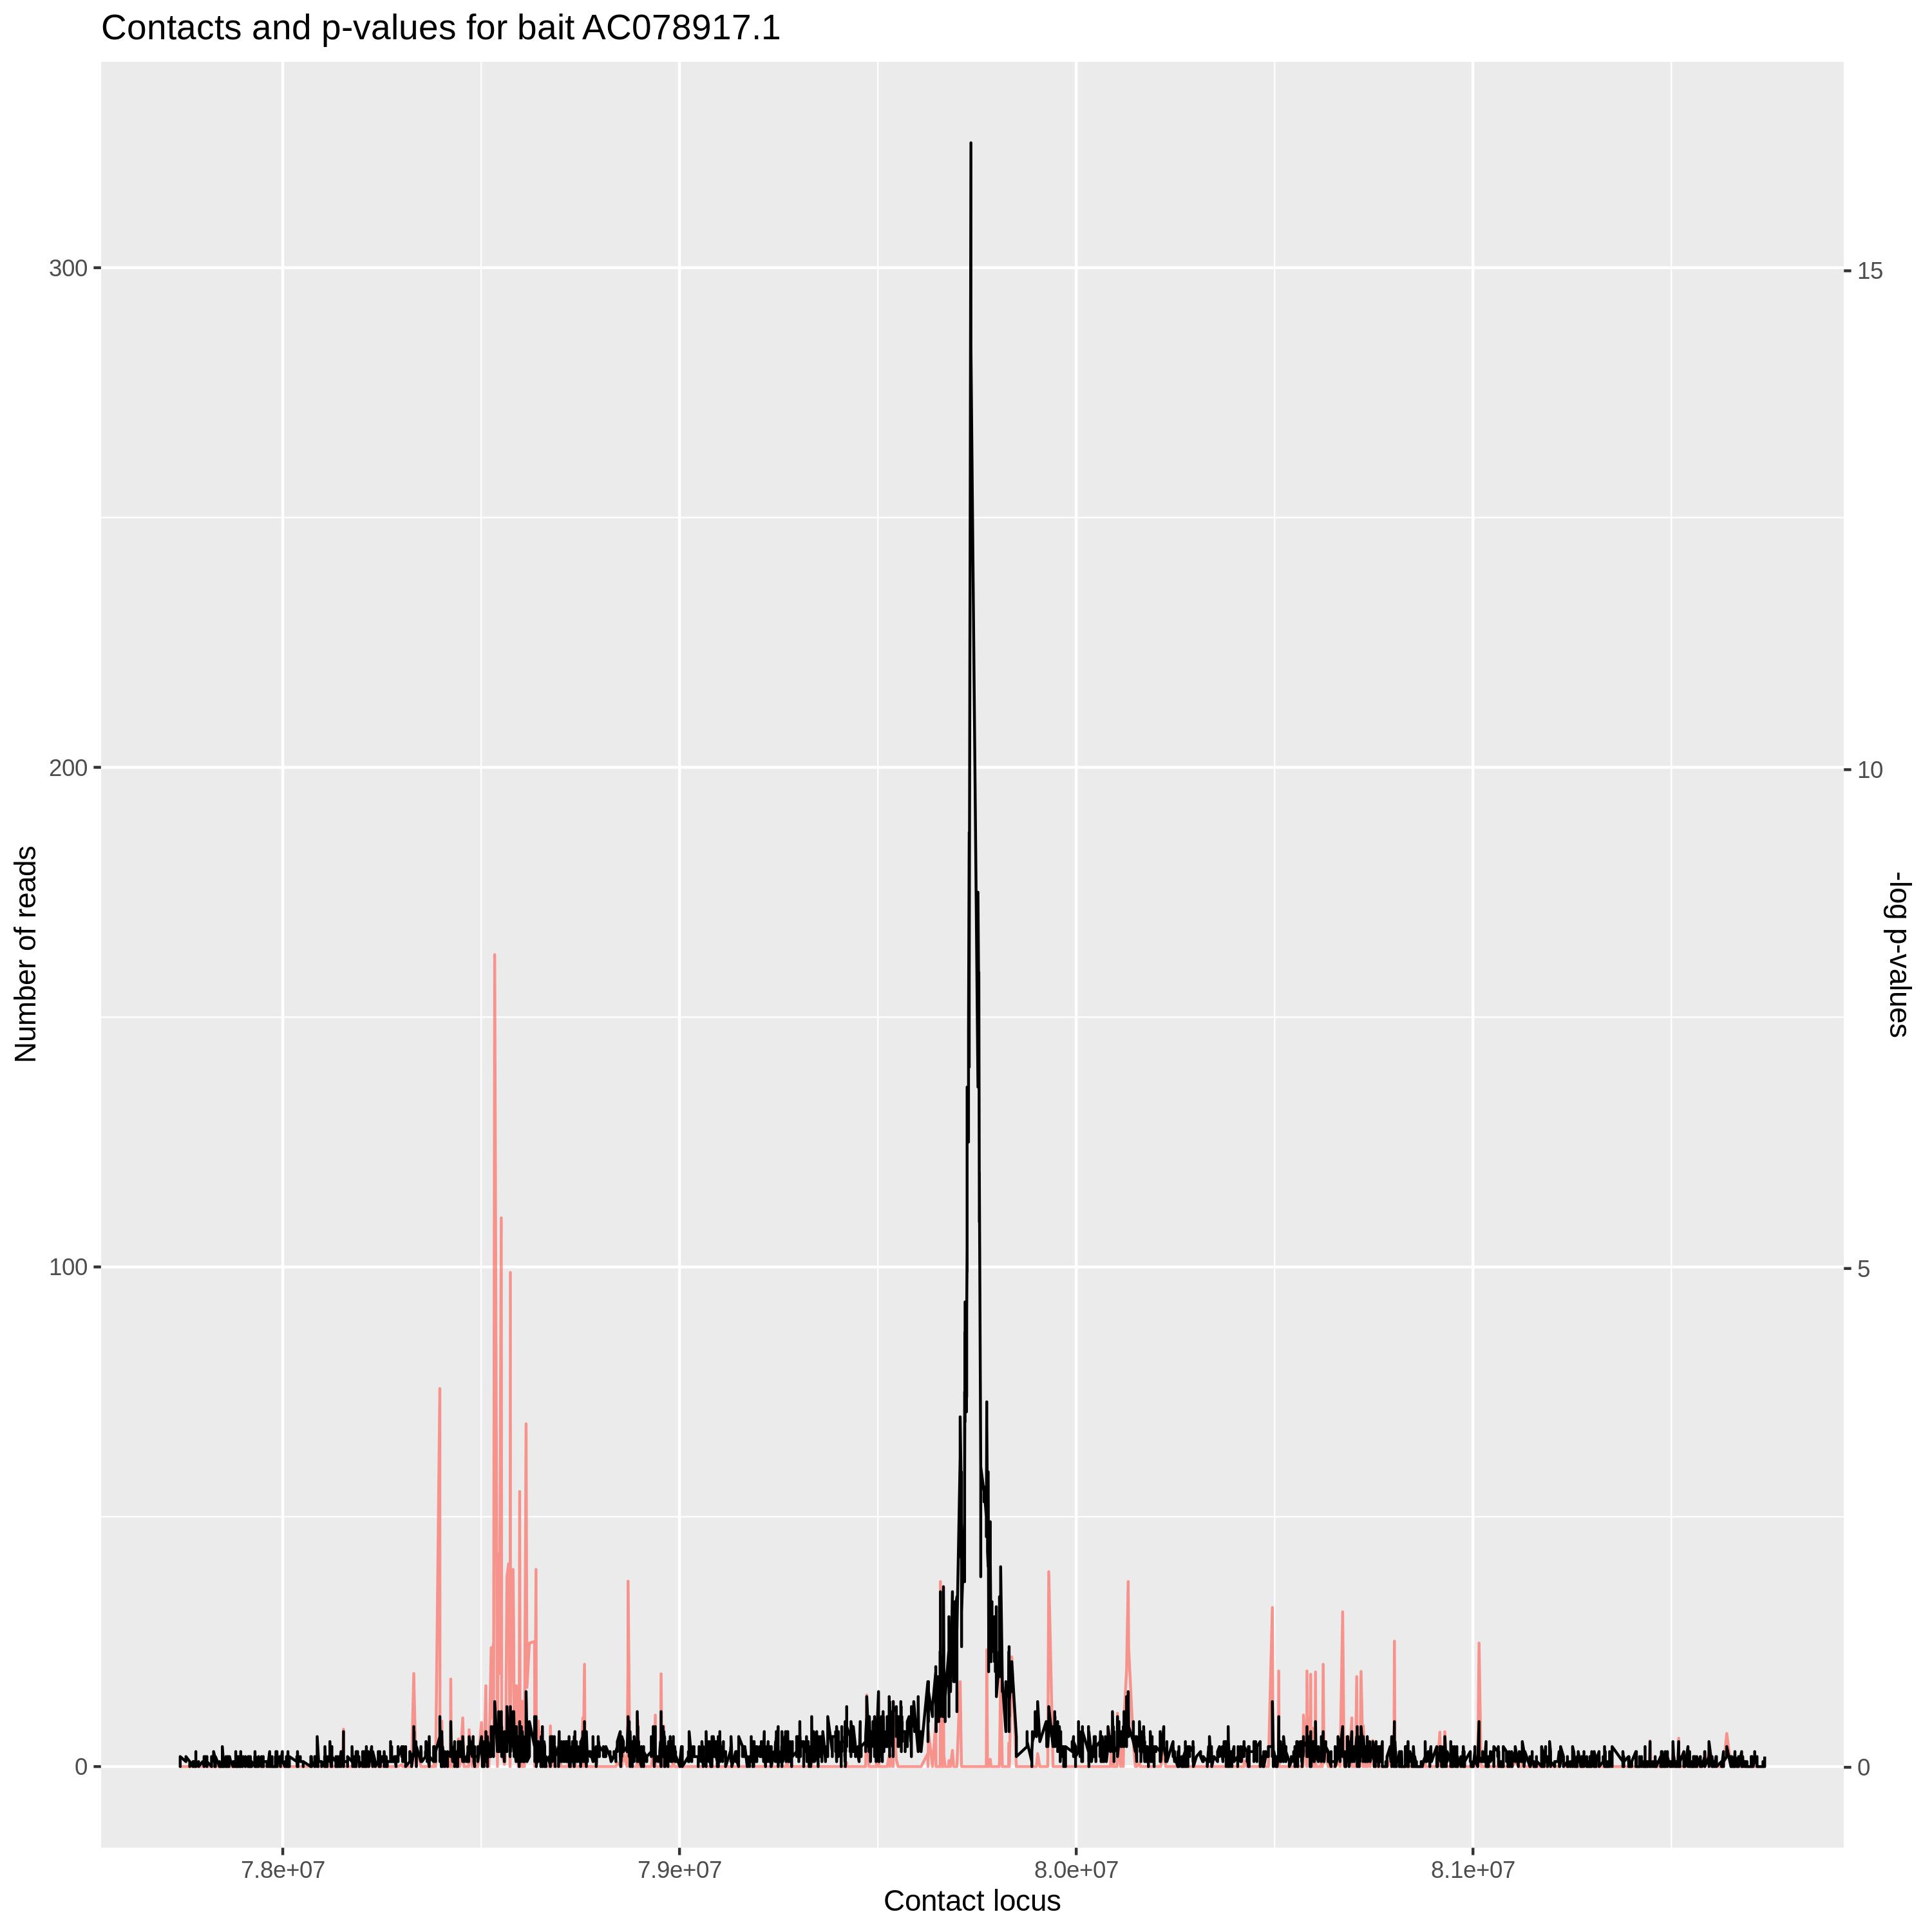 Contacts and p-values for bait AC078917.1
300
200
100
0
15
10
5
0
Number of reads
-log p-values
7.8e+07
7.9e+07
8.0e+07
8.1e+07
Contact locus